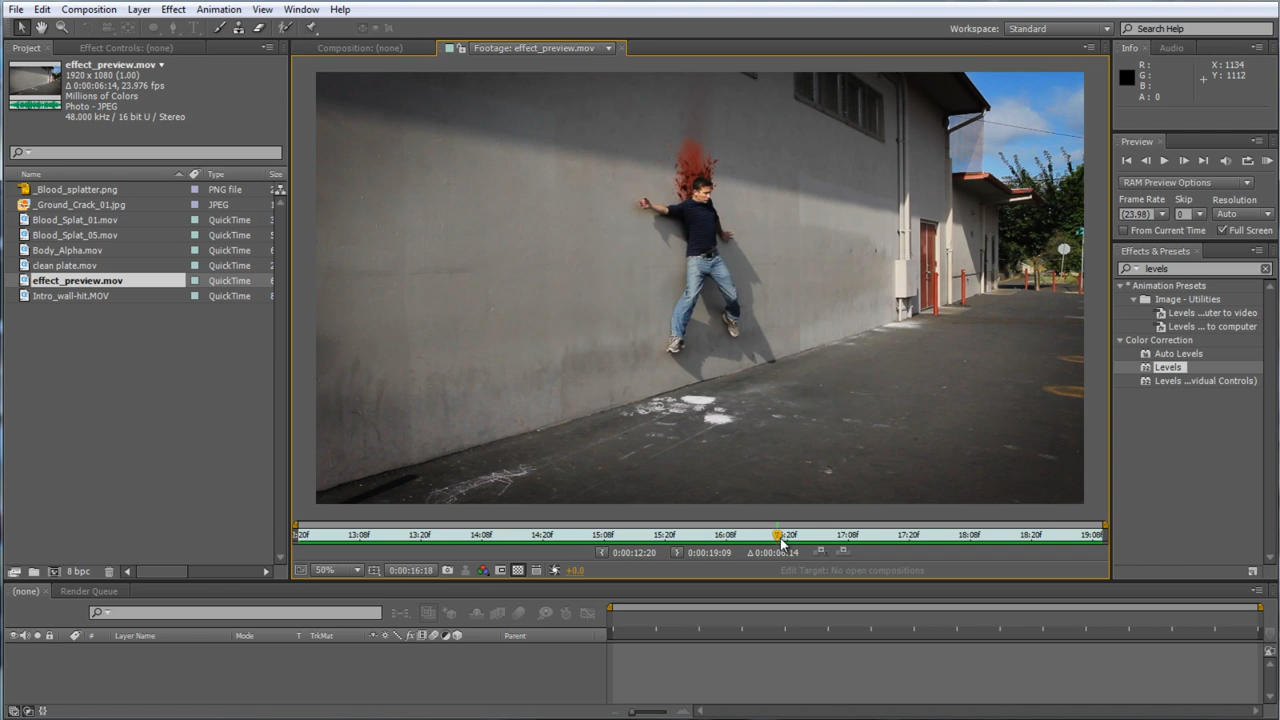 File Edit Composition Layer Effect Animation View Window Help
Workspace: Standard Search Help
Project Effect Controls: (none) Composition: (none) Footage: effect_preview.mov Info Audio
effect_preview.mov
1920 x 1080 (1.00)
Δ 0:00:06:14, 23.976 fps
Millions of Colors
Photo - JPEG
48.000 kHz / 16 bit U / Stereo
R :
G :
B :
A : 0
X : 1134
Y : 1112
Name Type Size
_Blood_splatter.png PNG file
_Ground_Crack_01.jpg JPEG
Blood_Splat_01.mov QuickTime
Blood_Splat_05.mov QuickTime
Body_Alpha.mov QuickTime
clean plate.mov QuickTime
effect_preview.mov QuickTime
Intro_wall-hit.MOV QuickTime
Preview
RAM Preview Options
Frame Rate Skip Resolution
(23.98) 0 Auto
From Current Time Full Screen
Effects & Presets
levels
* Animation Presets
Image - Utilities
Levels ...uter to video
Levels ... to computer
Color Correction
Auto Levels
Levels
Levels ...vidual Controls)
:20f 13:08f 13:20f 14:08f 14:20f 15:08f 15:20f 16:08f :20f 17:08f 17:20f 18:08f 18:20f 19:08f
0:00:12:20 0:00:19:09 Δ 0:00:06:14
8 bpc 50% 0:00:16:18 +0.0 Edit Target: No open compositions
(none) Render Queue
# Layer Name Mode T TrkMat fx Parent